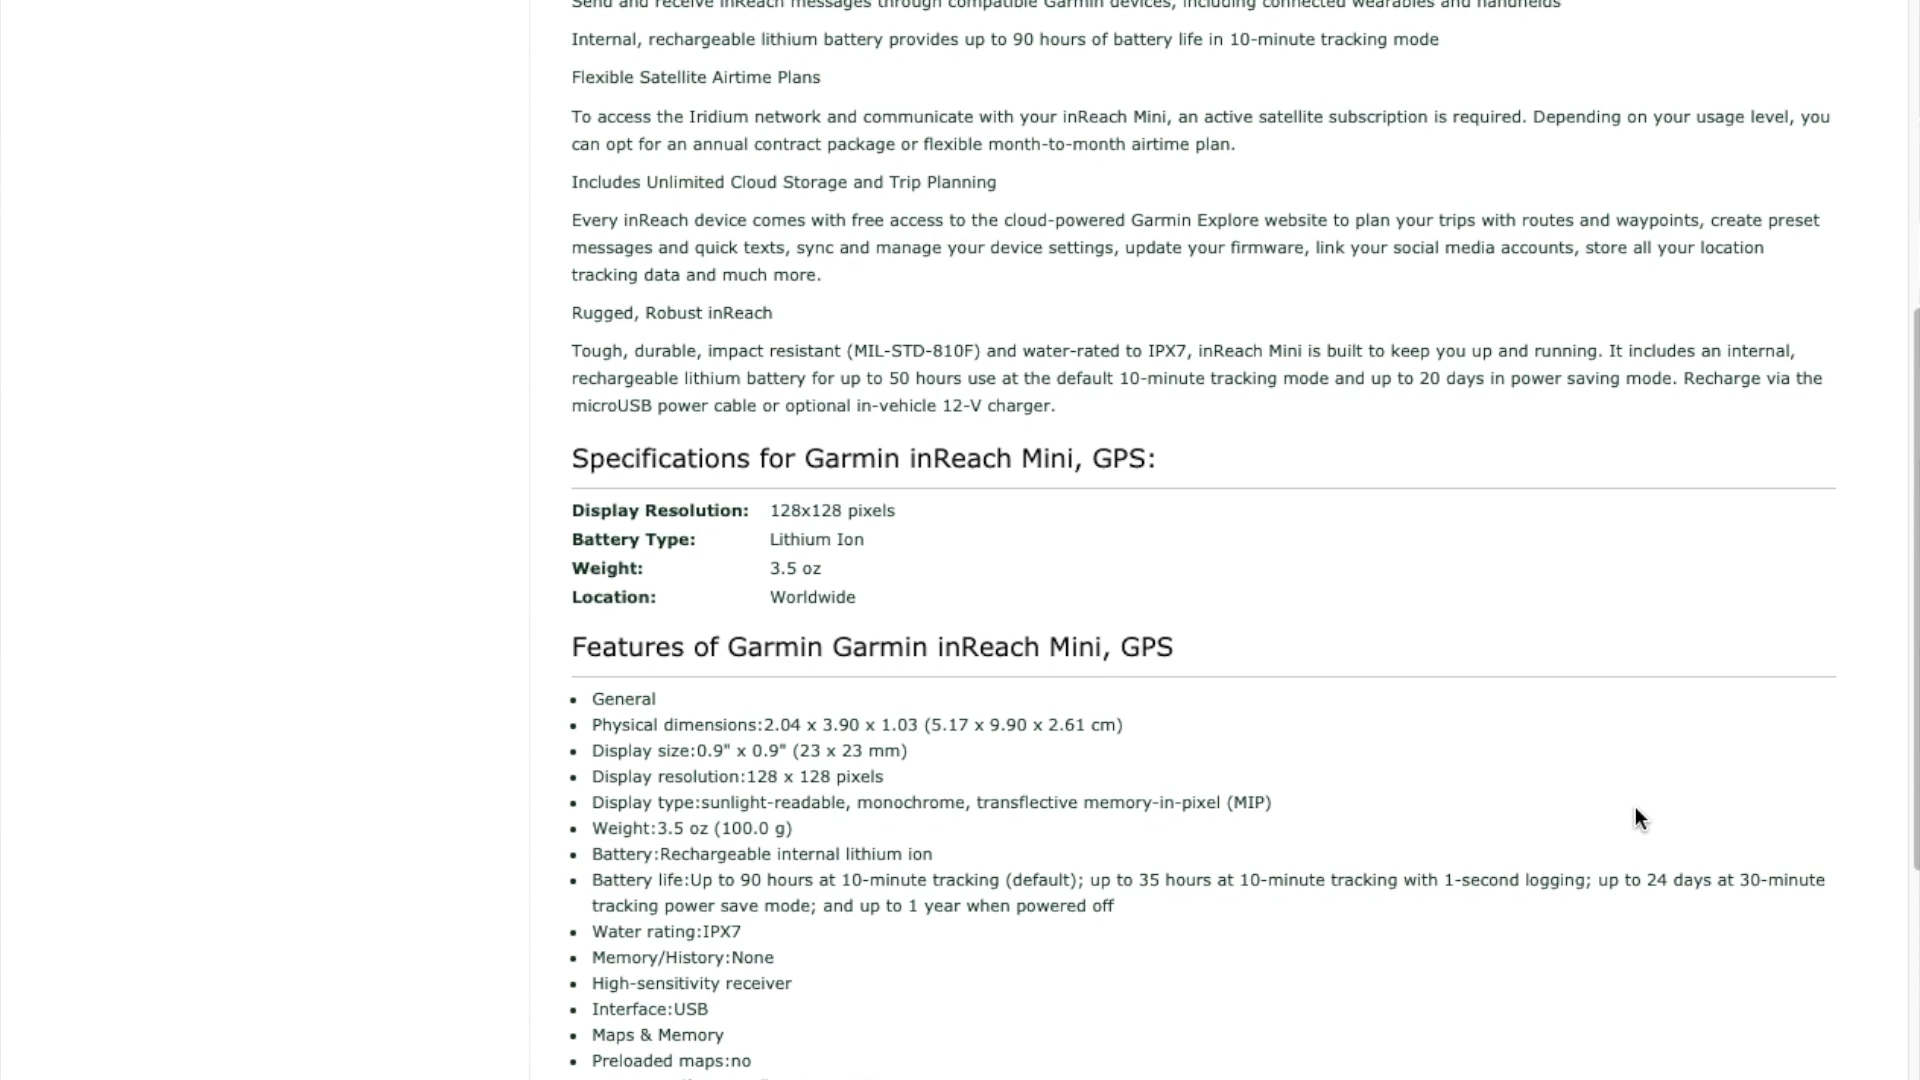 Send and receive inReach messages through compatible Garmin devices, including connected wearables and handhelds
Internal, rechargeable lithium battery provides up to 90 hours of battery life in 10-minute tracking mode
Flexible Satellite Airtime Plans
To access the Iridium network and communicate with your inReach Mini, an active satellite subscription is required. Depending on your usage level, you
can opt for an annual contract package or flexible month-to-month airtime plan.
Includes Unlimited Cloud Storage and Trip Planning
Every inReach device comes with free access to the cloud-powered Garmin Explore website to plan your trips with routes and waypoints, create preset
messages and quick texts, sync and manage your device settings, update your firmware, link your social media accounts, store all your location
tracking data and much more.
Rugged, Robust inReach
Tough, durable, impact resistant (MIL-STD-810F) and water-rated to IPX7, inReach Mini is built to keep you up and running. It includes an internal,
rechargeable lithium battery for up to 50 hours use at the default 10-minute tracking mode and up to 20 days in power saving mode. Recharge via the
microUSB power cable or optional in-vehicle 12-V charger.
Specifications for Garmin inReach Mini, GPS:
Display Resolution: 128x128 pixels
Battery Type: Lithium Ion
Weight: 3.5 oz
Location: Worldwide
Features of Garmin Garmin inReach Mini, GPS
• General
• Physical dimensions:2.04 x 3.90 x 1.03 (5.17 x 9.90 x 2.61 cm)
• Display size:0.9" x 0.9" (23 x 23 mm)
• Display resolution:128 x 128 pixels
• Display type:sunlight-readable, monochrome, transflective memory-in-pixel (MIP)
• Weight:3.5 oz (100.0 g)
• Battery:Rechargeable internal lithium ion
• Battery life:Up to 90 hours at 10-minute tracking (default); up to 35 hours at 10-minute tracking with 1-second logging; up to 24 days at 30-minute
tracking power save mode; and up to 1 year when powered off
• Water rating:IPX7
• Memory/History:None
• High-sensitivity receiver
• Interface:USB
• Maps & Memory
• Preloaded maps:no